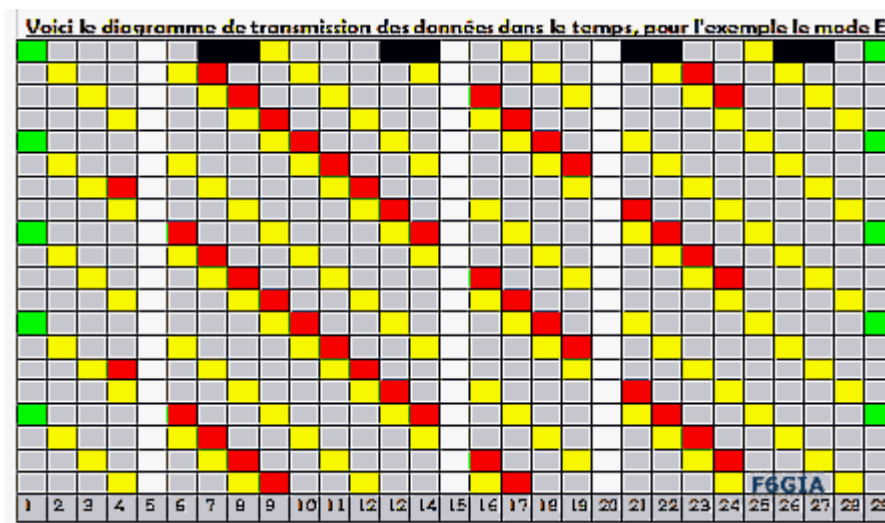 Voici le diagramme de transmission des données dans le temps, pour l'exemple le mode E
F6GIA
1 2 3 4 5 6 7 8 9 10 11 12 12 14 15 16 17 18 19 20 21 22 23 24 25 26 27 28 29